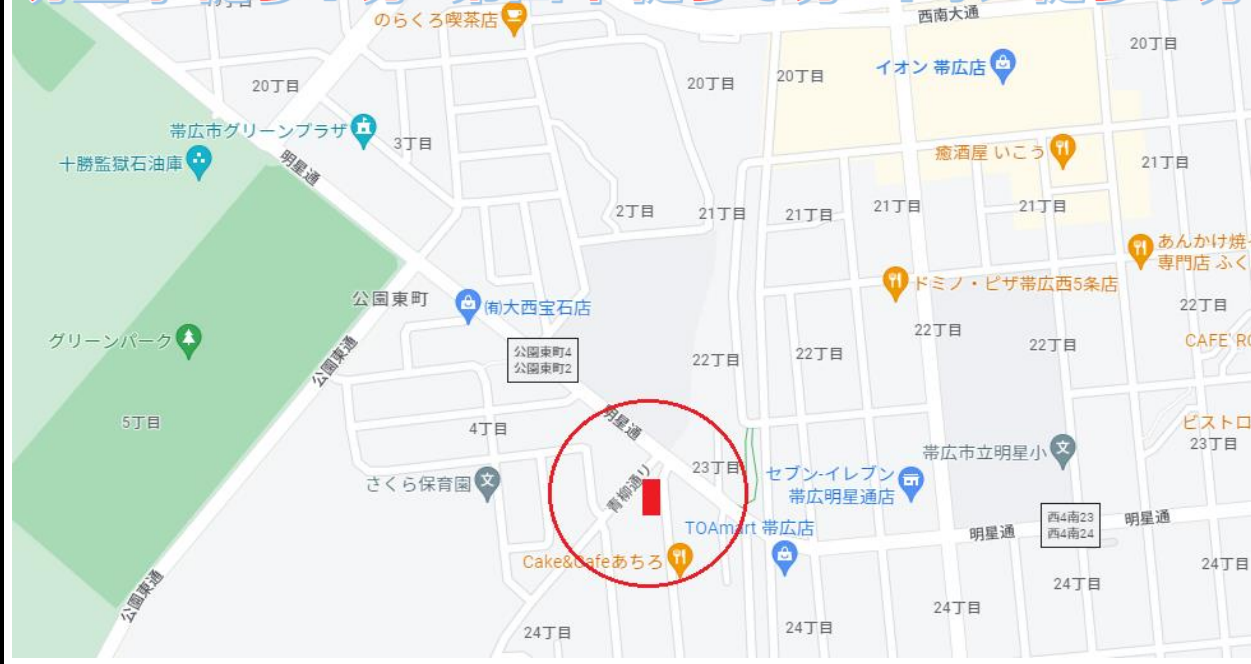 西南大通
のらくろ喫茶店
20丁目
イオン 帯広店
20丁目
20丁目
20丁目
20丁目
帯広市グリーンプラザ
3丁目
十勝監獄石油庫
明星通
癒酒屋 いこう
21丁目
2丁目
21丁目
21丁目
21丁目
21丁目
あんかけ焼
専門店 ふく
ドミノ・ピザ帯広西5条店
公園東町
㈲大西宝石店
22丁目
22丁目
22丁目
CAFE RO
グリーンパーク
公園東通
公園東町4
公園東町2
22丁目
22丁目
5丁目
4丁目
明星通
ビストロ
23丁目
帯広市立明星小
さくら保育園
青柳通り
23丁目
セブン-イレブン
帯広明星通店
TOAmart 帯広店
西4南23
西4南24
明星通
明星通
Cake&Cafeあちろ
公園東通
24丁目
24丁目
24丁目
24丁目
24丁目